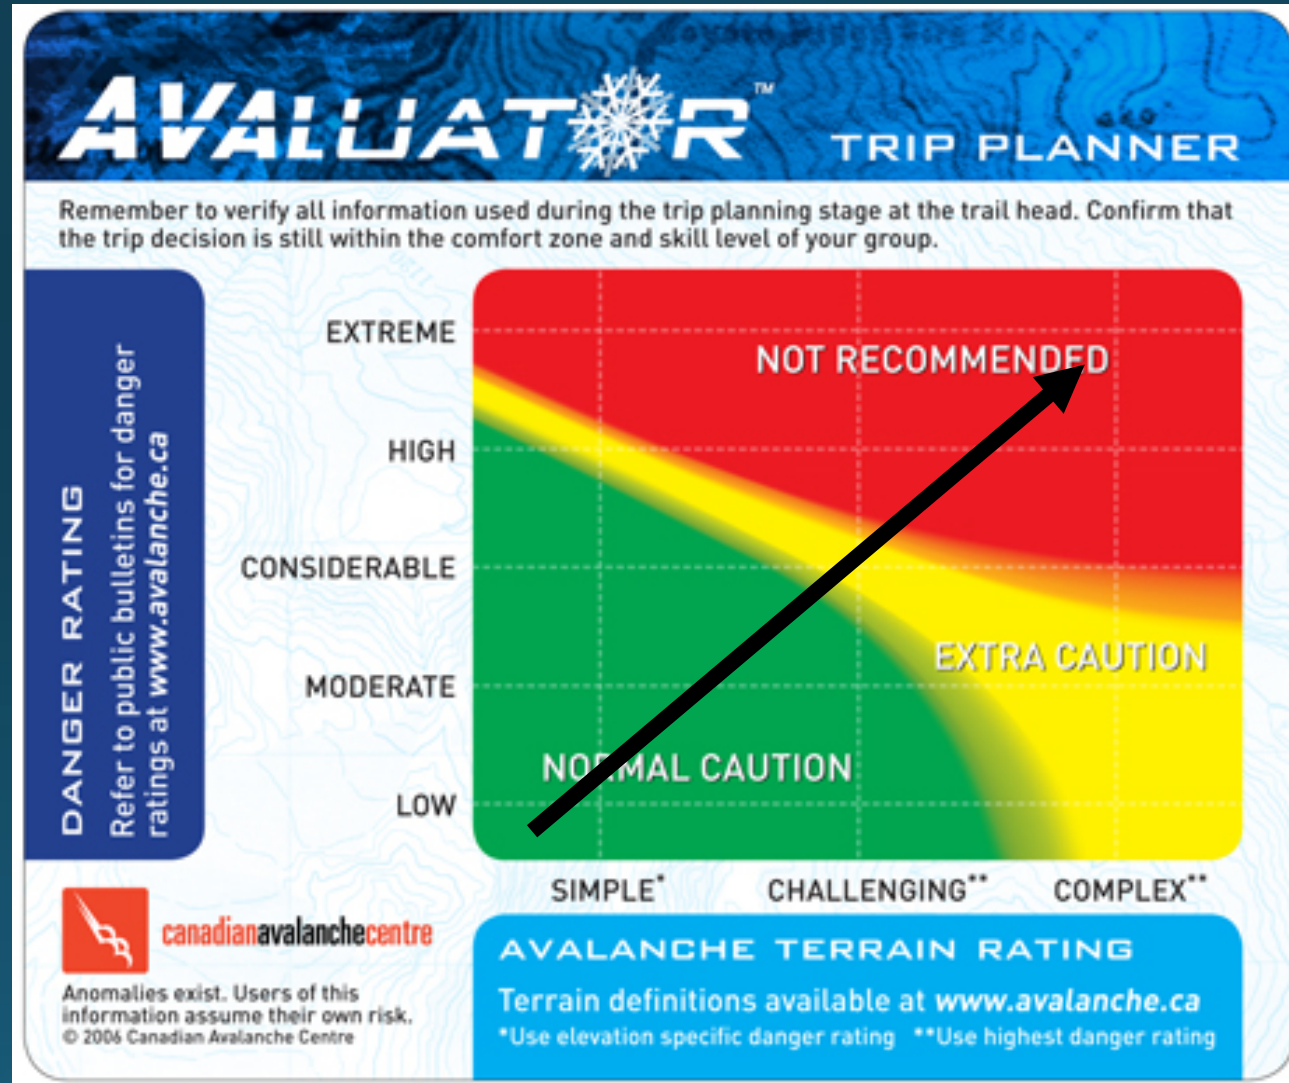 AVALUATOR™ TRIP PLANNER
Remember to verify all information used during the trip planning stage at the trail head. Confirm that
the trip decision is still within the comfort zone and skill level of your group.
DANGER RATING
Refer to public bulletins for danger
ratings at www.avalanche.ca
EXTREME
HIGH
CONSIDERABLE
MODERATE
LOW
NOT RECOMMENDED
EXTRA CAUTION
NORMAL CAUTION
SIMPLE* CHALLENGING** COMPLEX**
canadianavalanchecentre
Anomalies exist. Users of this
information assume their own risk.
© 2006 Canadian Avalanche Centre
AVALANCHE TERRAIN RATING
Terrain definitions available at www.avalanche.ca
*Use elevation specific danger rating **Use highest danger rating